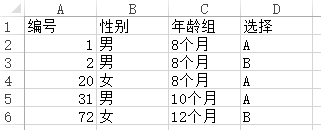 A B C D
1 编号 性别 年龄组 选择
2 1 男 8个月 A
3 2 男 8个月 B
4 20 女 8个月 A
5 31 男 10个月 A
6 72 女 12个月 B